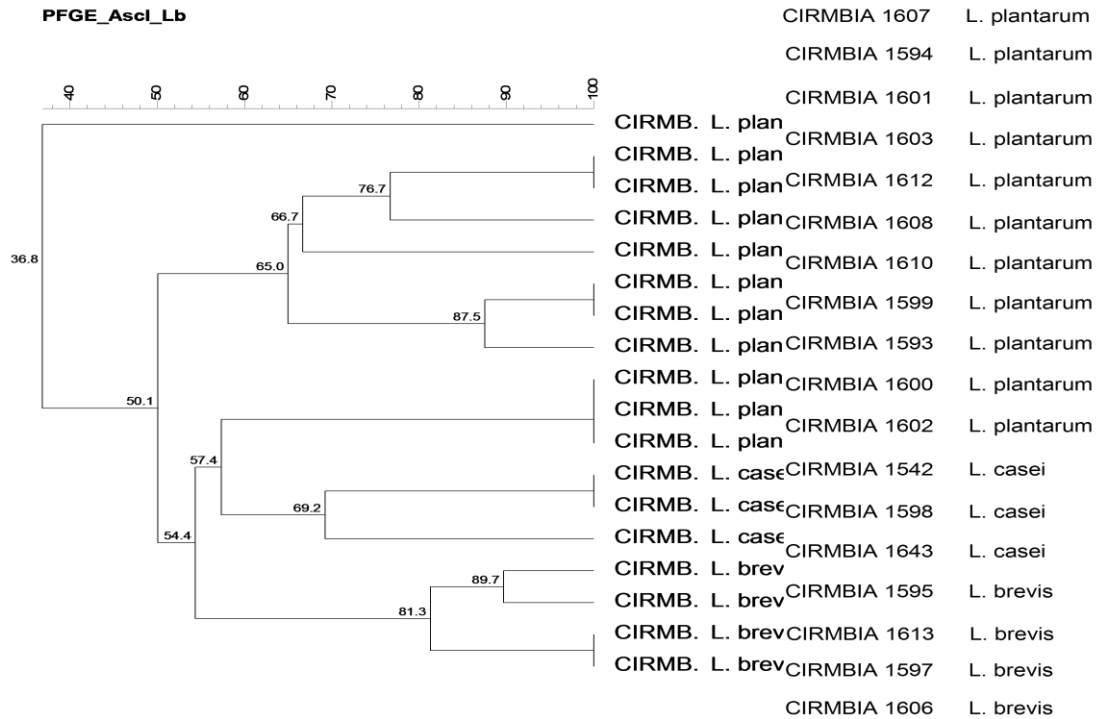 PFGE_AscI_Lb
40 50 60 70 80 90 100
CIRMB. L. plan
CIRMB. L. plan
CIRMB. L. plan
76.7
CIRMB. L. plan
66.7
CIRMB. L. plan
36.8
65.0
CIRMB. L. plan
CIRMB. L. plan
87.5
CIRMB. L. plan
CIRMB. L. plan
50.1
CIRMB. L. plan
CIRMB. L. plan
57.4
CIRMB. L. case
CIRMB. L. case
69.2
CIRMB. L. case
54.4
CIRMB. L. brev
89.7
CIRMB. L. brev
81.3
CIRMB. L. brev
CIRMB. L. brev
CIRMBIA 1607 L. plantarum
CIRMBIA 1594 L. plantarum
CIRMBIA 1601 L. plantarum
CIRMBIA 1603 L. plantarum
CIRMBIA 1612 L. plantarum
CIRMBIA 1608 L. plantarum
CIRMBIA 1610 L. plantarum
CIRMBIA 1599 L. plantarum
CIRMBIA 1593 L. plantarum
CIRMBIA 1600 L. plantarum
CIRMBIA 1602 L. plantarum
CIRMBIA 1542 L. casei
CIRMBIA 1598 L. casei
CIRMBIA 1643 L. casei
CIRMBIA 1595 L. brevis
CIRMBIA 1613 L. brevis
CIRMBIA 1597 L. brevis
CIRMBIA 1606 L. brevis